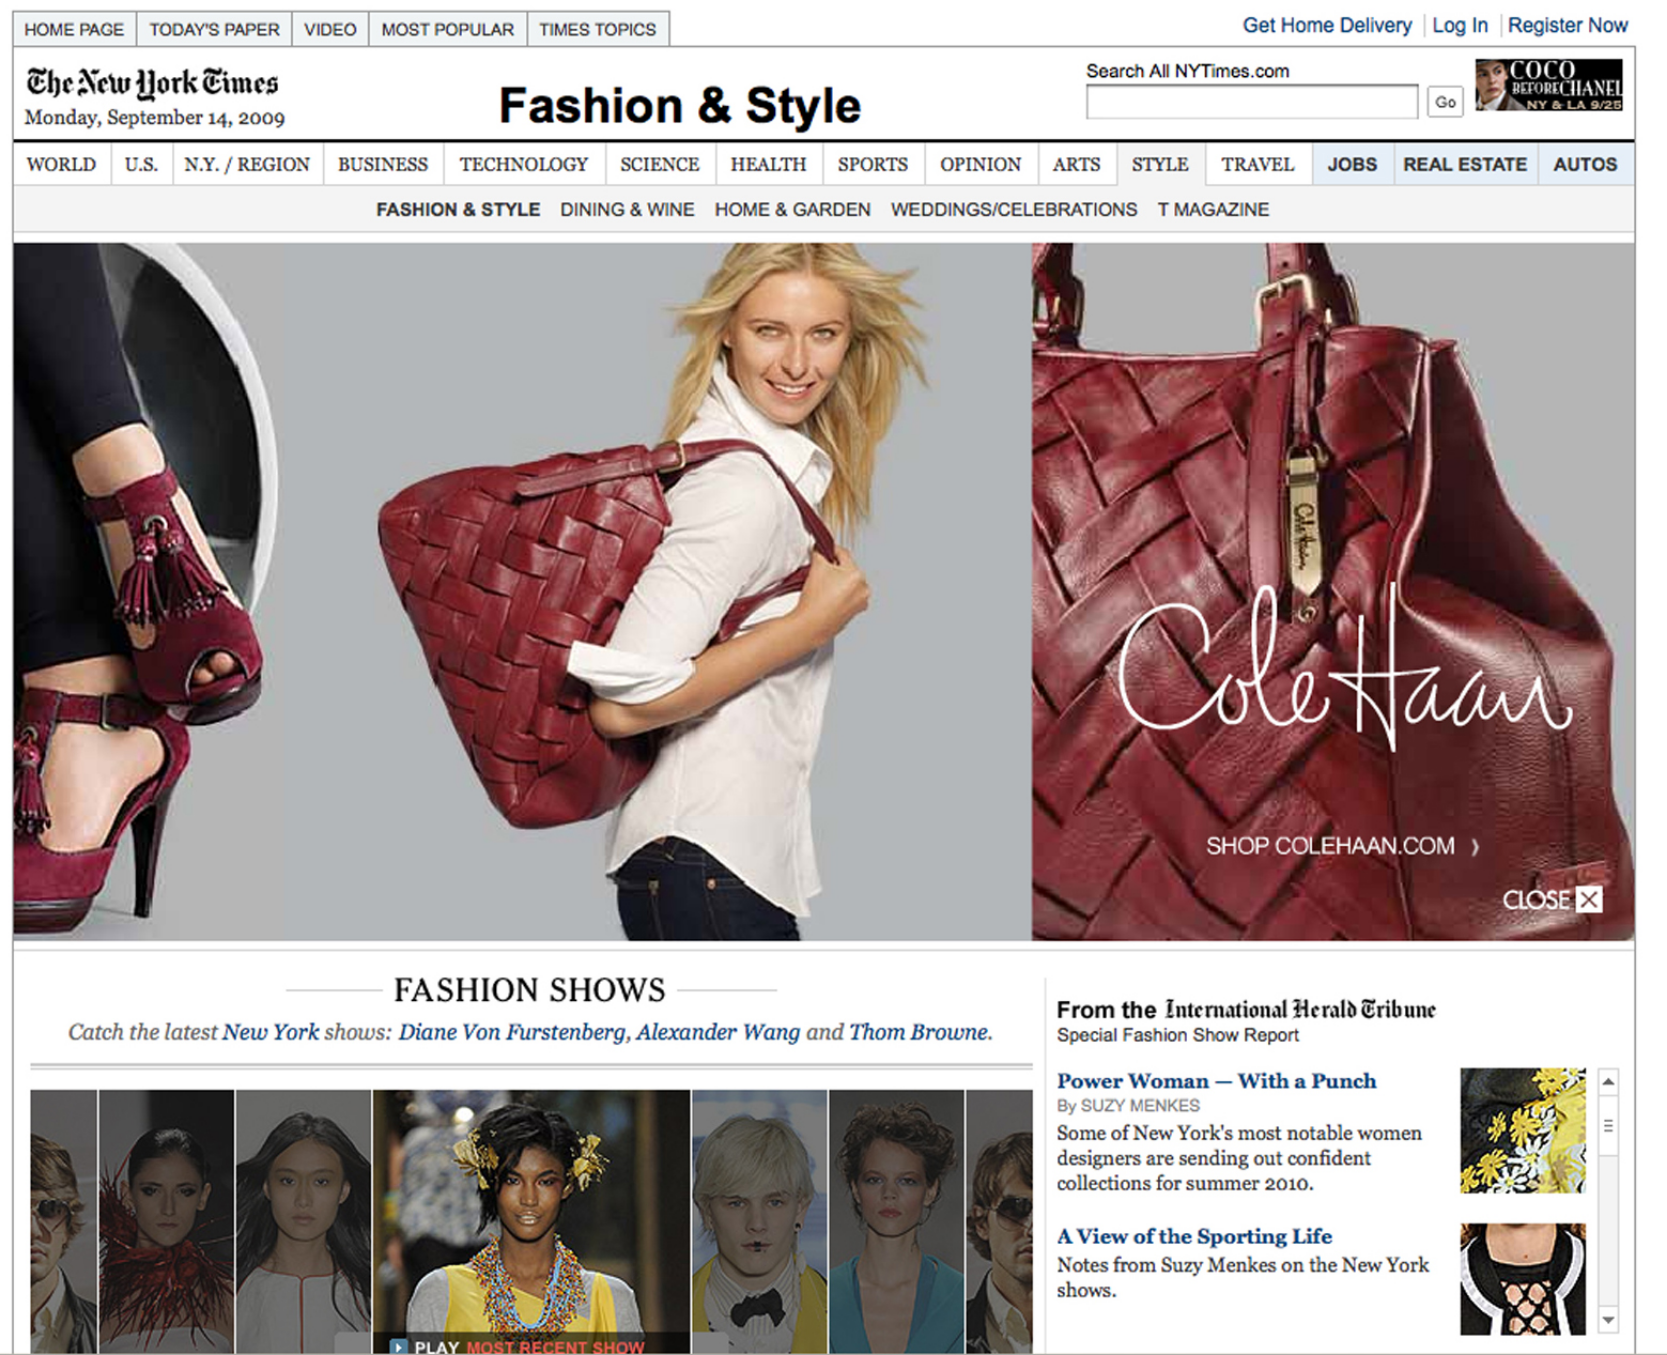 HOME PAGE TODAY'S PAPER VIDEO MOST POPULAR TIMES TOPICS
Get Home Delivery Log In Register Now
The New York Times
Monday, September 14, 2009
Fashion & Style
Search All NYTimes.com
Go
COCO
BEFORE CHANEL
NY & LA 9/25
WORLD U.S. N.Y. / REGION BUSINESS TECHNOLOGY SCIENCE HEALTH SPORTS OPINION ARTS STYLE TRAVEL JOBS REAL ESTATE AUTOS
FASHION & STYLE DINING & WINE HOME & GARDEN WEDDINGS/CELEBRATIONS T MAGAZINE
Cole Haan
Cole Haan
SHOP COLEHAAN.COM
CLOSE
FASHION SHOWS
Catch the latest New York shows: Diane Von Furstenberg, Alexander Wang and Thom Browne.
PLAY MOST RECENT SHOW
From the International Herald Tribune
Special Fashion Show Report
Power Woman — With a Punch
By SUZY MENKES
Some of New York's most notable women
designers are sending out confident
collections for summer 2010.
A View of the Sporting Life
Notes from Suzy Menkes on the New York
shows.